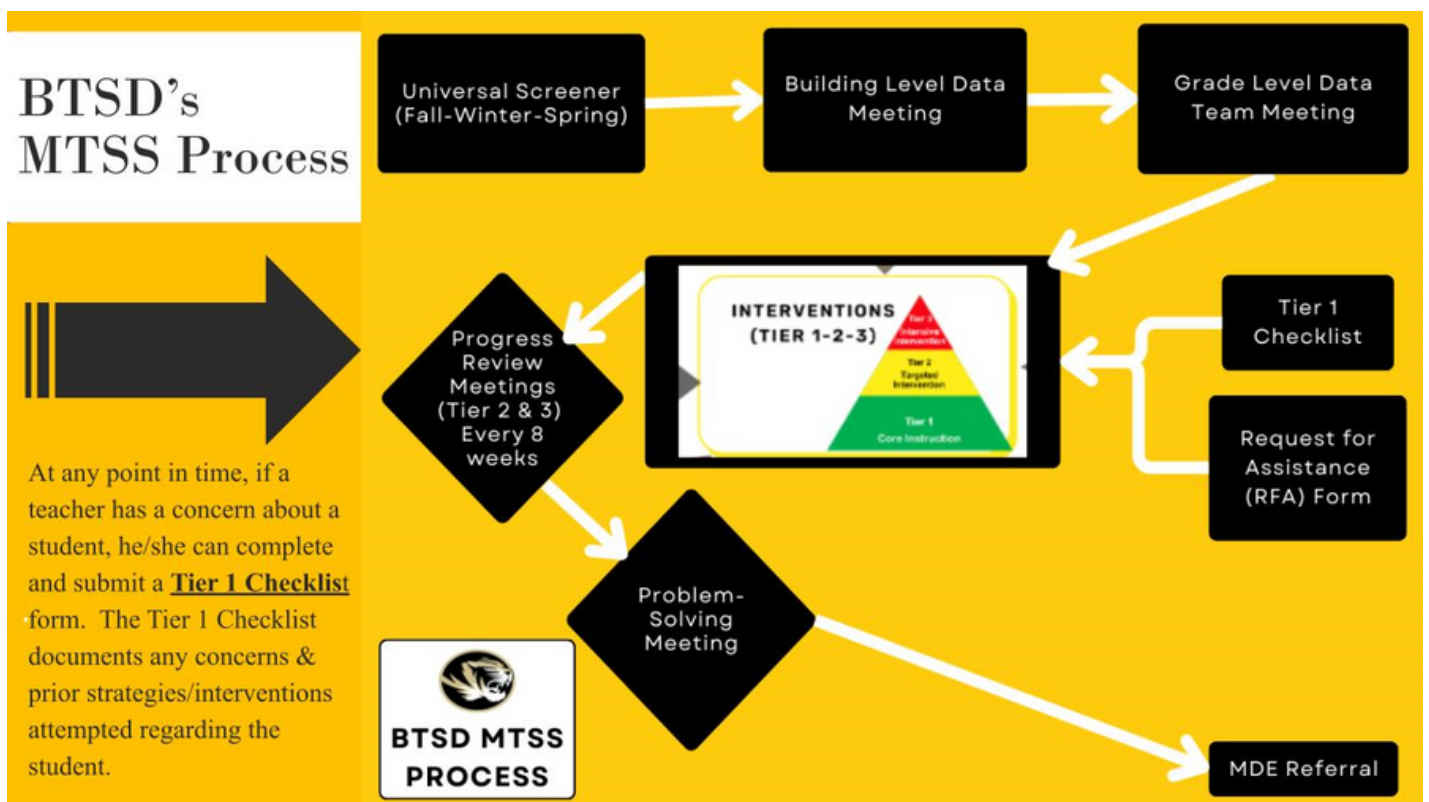 BTSD's
MTSS Process
At any point in time, if a
teacher has a concern about a
student, he/she can complete
and submit a Tier 1 Checklist
form. The Tier 1 Checklist
documents any concerns &
prior strategies/interventions
attempted regarding the
student.
Universal Screener
(Fall-Winter-Spring)
Building Level Data
Meeting
Grade Level Data
Team Meeting
INTERVENTIONS
(TIER 1-2-3)
Tier 3
Intensive
Intervention
Tier 2
Targeted
Intervention
Tier 1
Core Instruction
Tier 1
Checklist
Request for
Assistance
(RFA) Form
Progress
Review
Meetings
(Tier 2 & 3)
Every 8
weeks
Problem-
Solving
Meeting
MDE Referral
BTSD MTSS
PROCESS